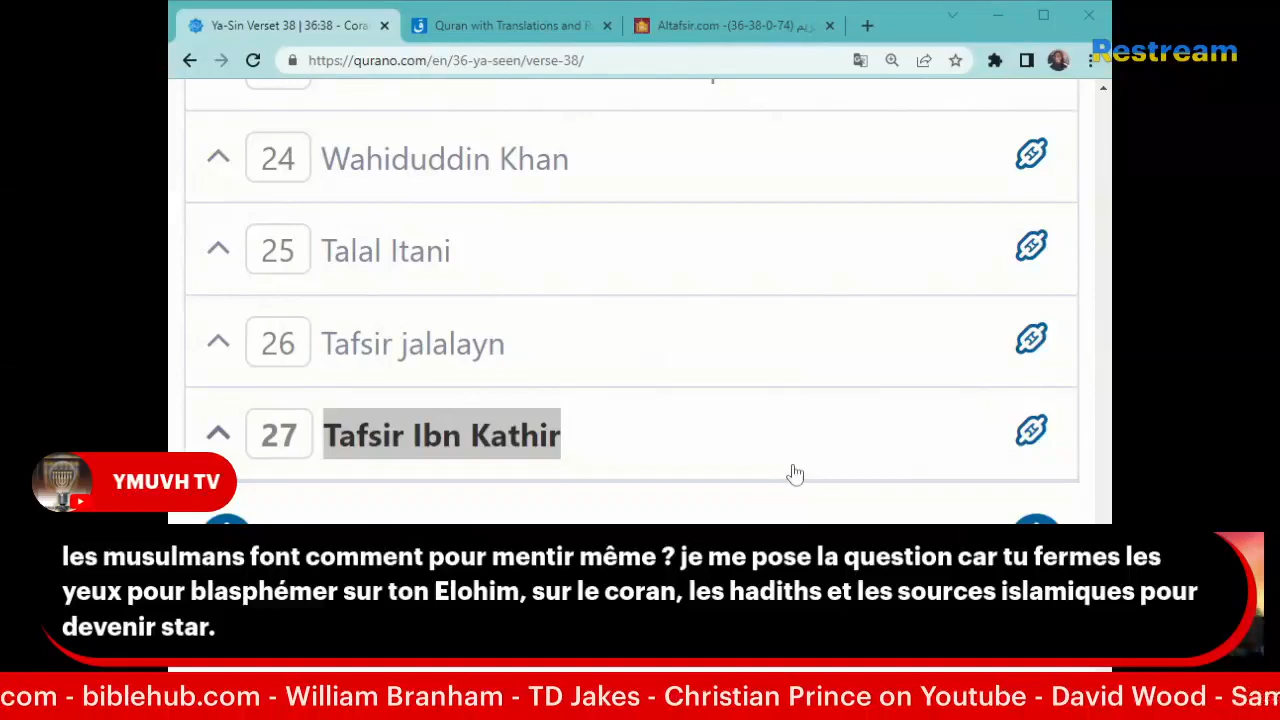 Ya-Sin Verset 38 | 36:38 - Cora
Quran with Translations and R
Altafsir.com -(36-38-0-74)
Restream
https://qurano.com/en/36-ya-seen/verse-38/
24 Wahiduddin Khan
25 Talal Itani
26 Tafsir jalalayn
27 Tafsir Ibn Kathir
YMUVH TV
les musulmans font comment pour mentir même ? je me pose la question car tu fermes les
yeux pour blasphémer sur ton Elohim, sur le coran, les hadiths et les sources islamiques pour
devenir star.
com - biblehub.com - William Branham - TD Jakes - Christian Prince on Youtube - David Wood - Sam